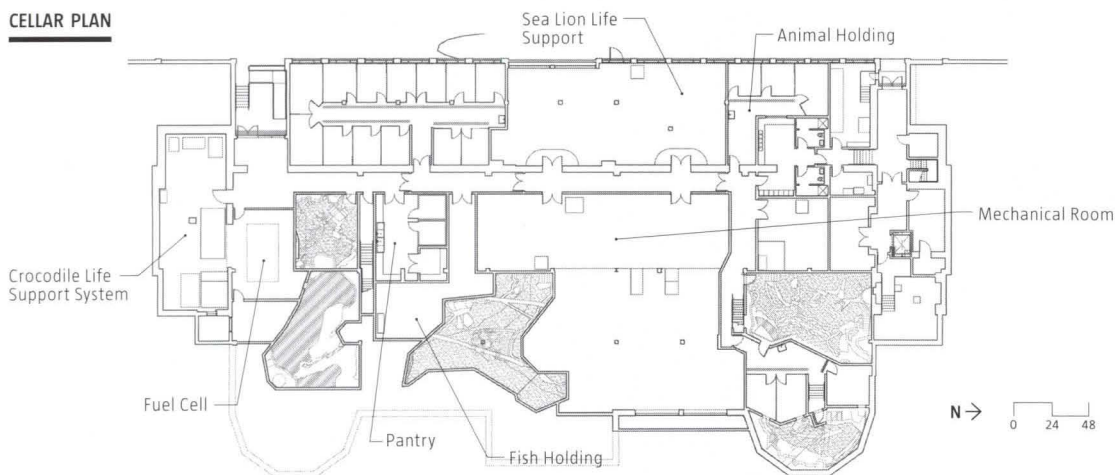 CELLAR PLAN
Sea Lion Life
Support
Animal Holding
Mechanical Room
Crocodile Life
Support System
Fuel Cell
Pantry
Fish Holding
N
0 24 48